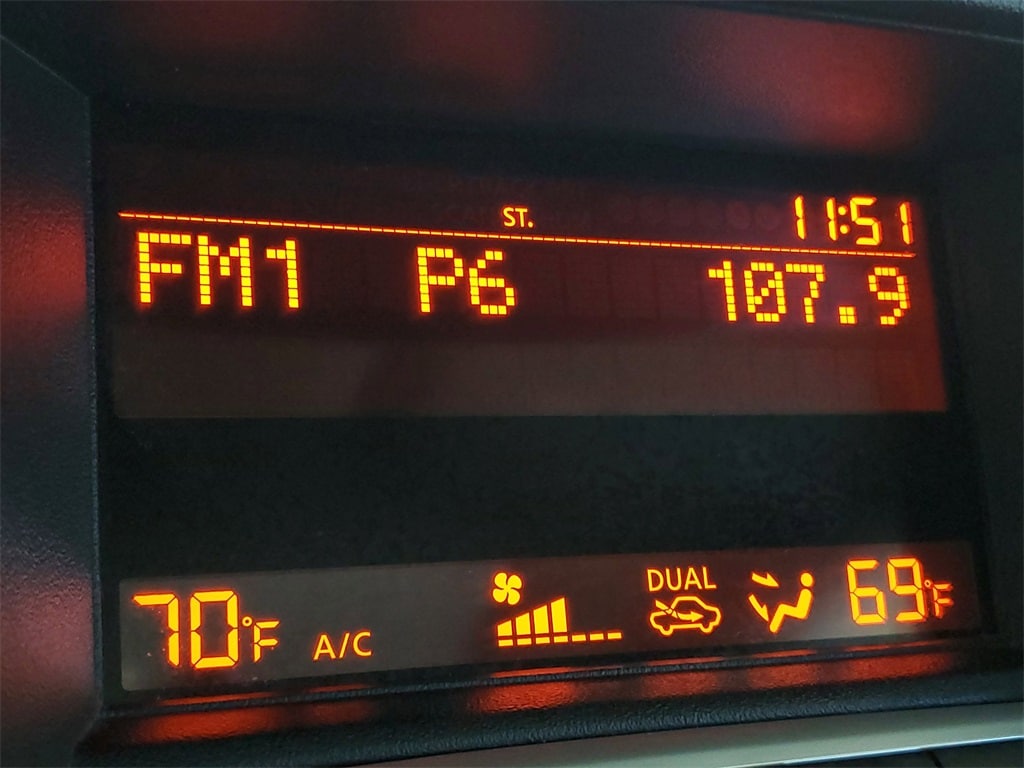 ST. 11:51
FM1 P6 107.9
DUAL
70°F A/C 69°F